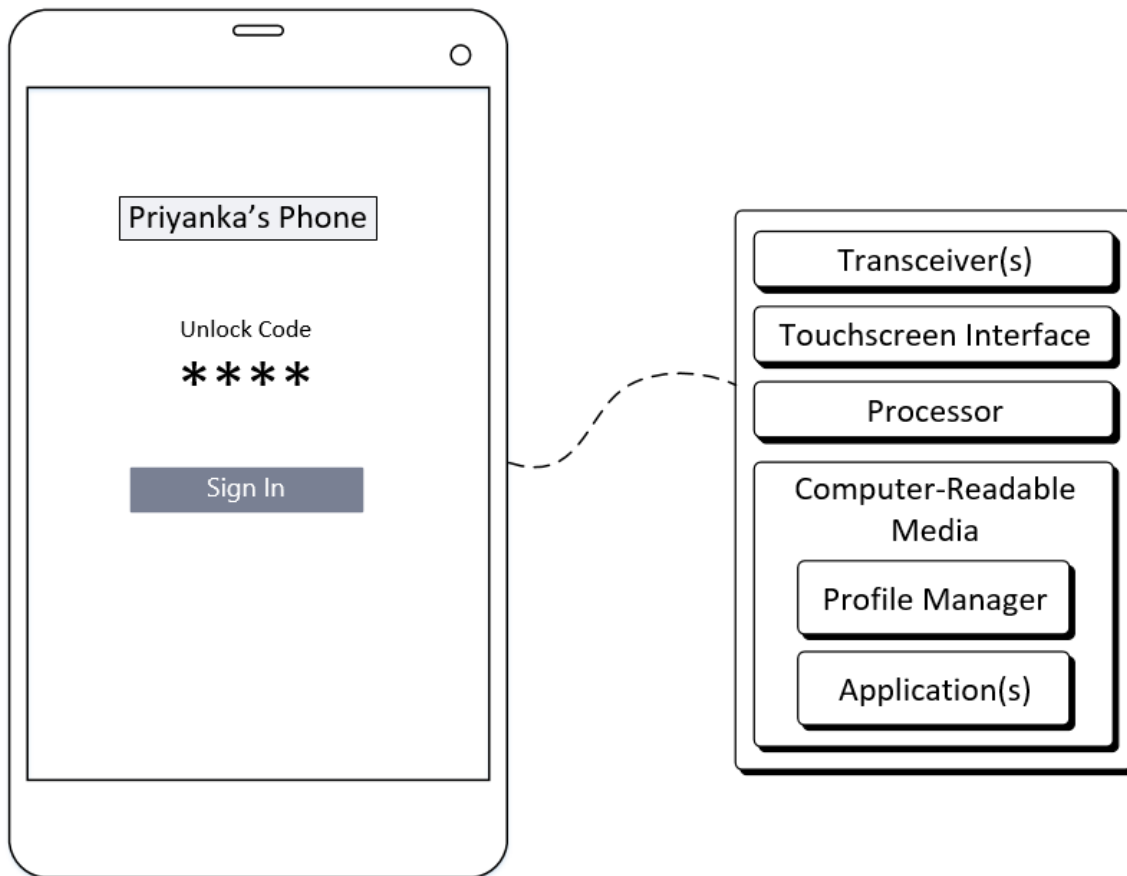 Priyanka’s Phone
Unlock Code
****
Sign In
Transceiver(s)
Touchscreen Interface
Processor
Computer-Readable
Media
Profile Manager
Application(s)